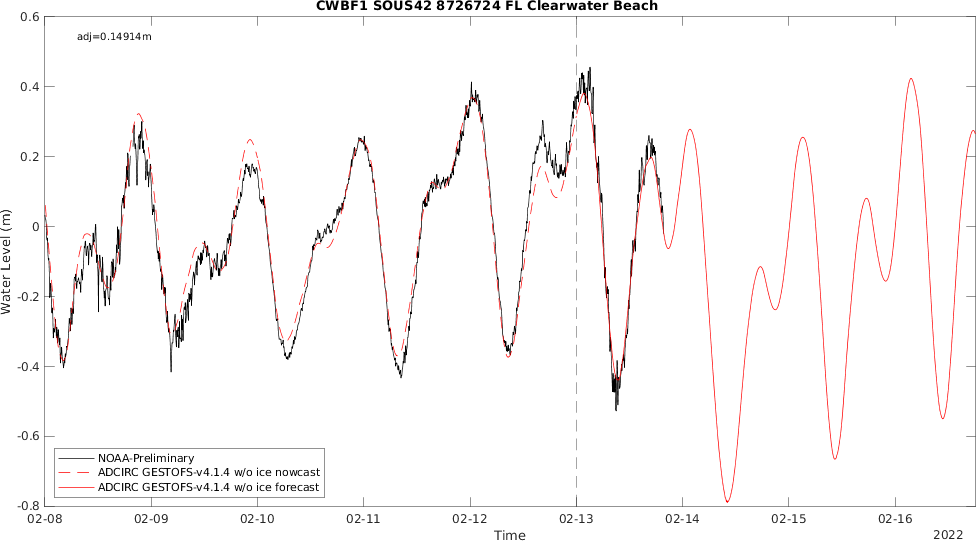 CWBF1 SOUS42 8726724 FL Clearwater Beach
adj=0.14914m
0.6
0.4
0.2
0
-0.2
-0.4
-0.6
-0.8
Water Level (m)
NOAA-Preliminary
ADCIRC GESTOFS-v4.1.4 w/o ice nowcast
ADCIRC GESTOFS-v4.1.4 w/o ice forecast
02-08 02-09 02-10 02-11 02-12 02-13 02-14 02-15 02-16
Time
2022